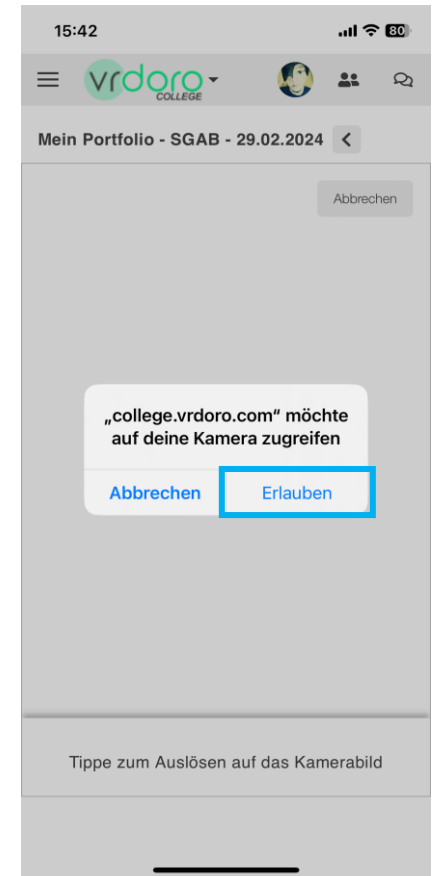 15:42
80
vrdoro
COLLEGE
Mein Portfolio - SGAB - 29.02.2024
Abbrechen
„college.vrdoro.com“ möchte
auf deine Kamera zugreifen
Abbrechen
Erlauben
Tippe zum Auslösen auf das Kamerabild